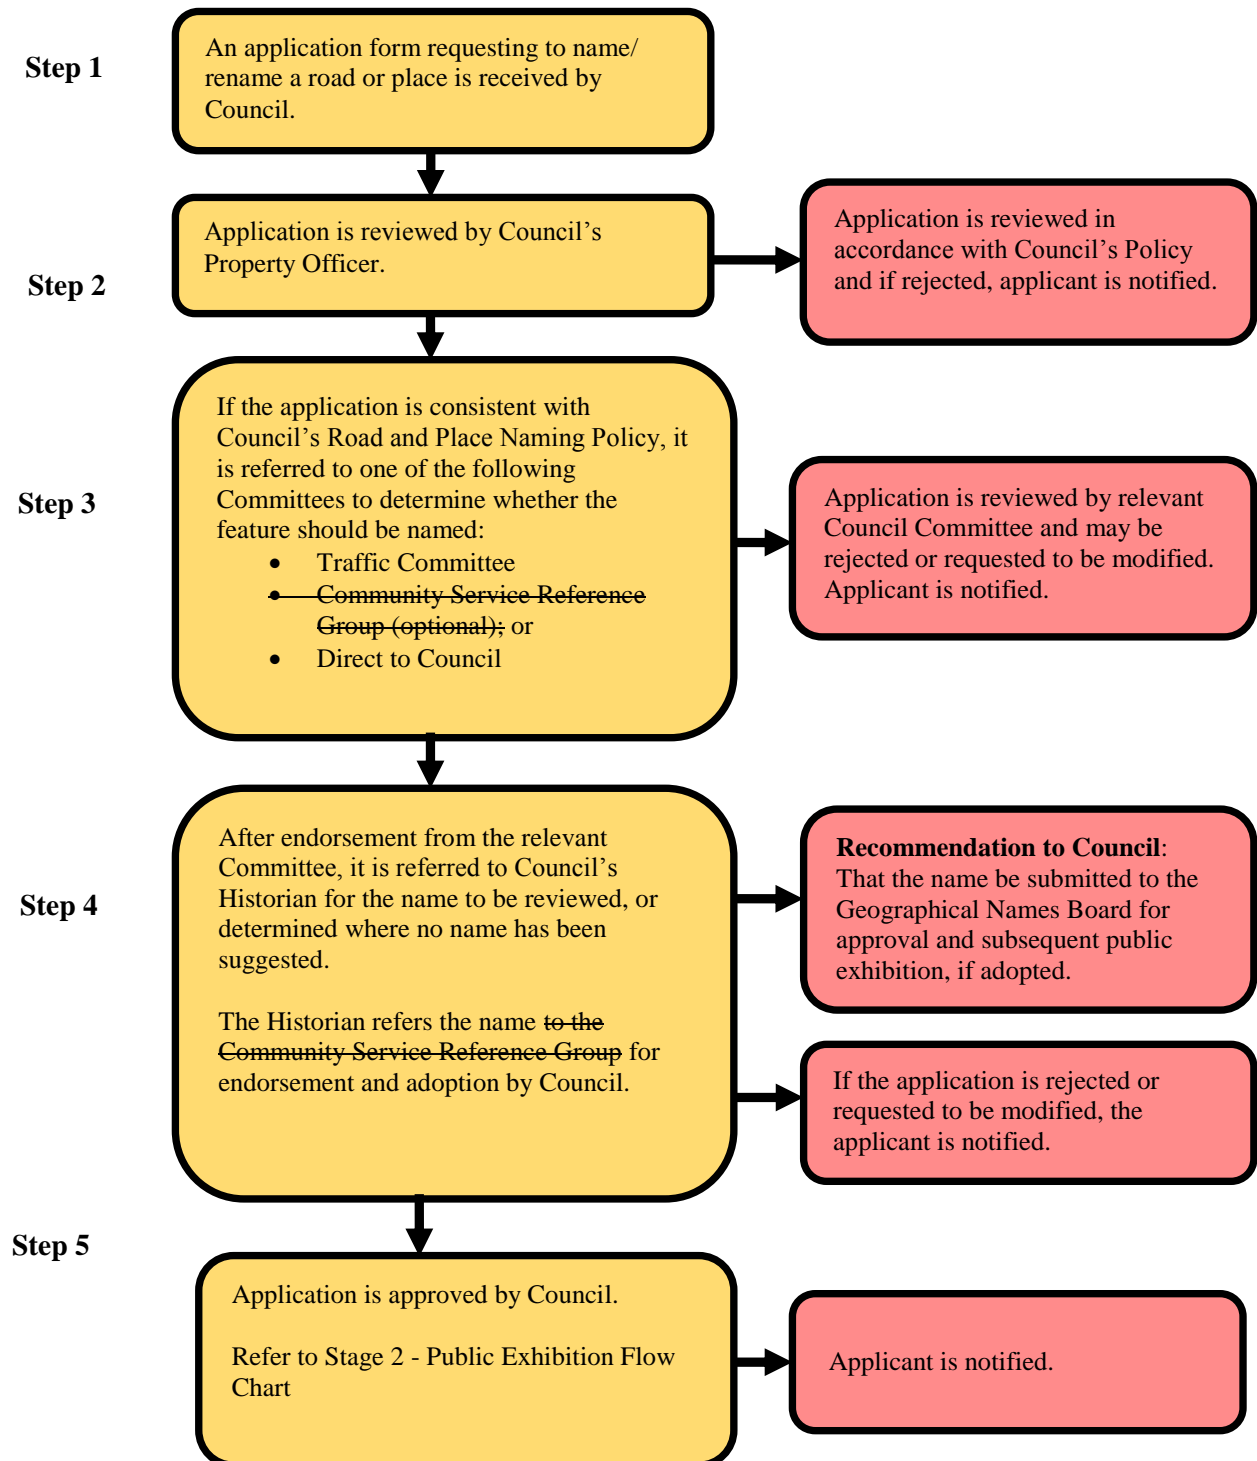 Step 1
An application form requesting to name/
rename a road or place is received by
Council.
Step 2
Application is reviewed by Council’s
Property Officer.
Application is reviewed in
accordance with Council’s Policy
and if rejected, applicant is notified.
Step 3
If the application is consistent with
Council’s Road and Place Naming Policy, it
is referred to one of the following
Committees to determine whether the
feature should be named:
• Traffic Committee
• Community Service Reference
Group (optional); or
• Direct to Council
Application is reviewed by relevant
Council Committee and may be
rejected or requested to be modified.
Applicant is notified.
Step 4
After endorsement from the relevant
Committee, it is referred to Council’s
Historian for the name to be reviewed, or
determined where no name has been
suggested.
The Historian refers the name to the
Community Service Reference Group for
endorsement and adoption by Council.
Recommendation to Council:
That the name be submitted to the
Geographical Names Board for
approval and subsequent public
exhibition, if adopted.
If the application is rejected or
requested to be modified, the
applicant is notified.
Step 5
Application is approved by Council.
Refer to Stage 2 - Public Exhibition Flow
Chart
Applicant is notified.